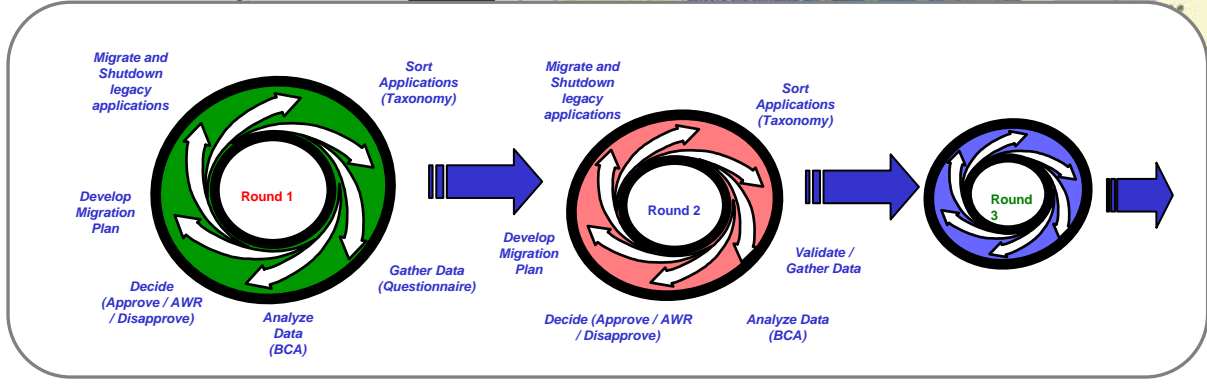 Migrate and
Shutdown
legacy
applications
Sort
Applications
(Taxonomy)
Gather Data
(Questionnaire)
Analyze
Data
(BCA)
Decide
(Approve / AWR
/ Disapprove)
Develop
Migration
Plan
Round 1
Migrate and
Shutdown
legacy
applications
Sort
Applications
(Taxonomy)
Validate /
Gather Data
Analyze Data
(BCA)
Decide (Approve / AWR
/ Disapprove)
Develop
Migration
Plan
Round 2
Round
3